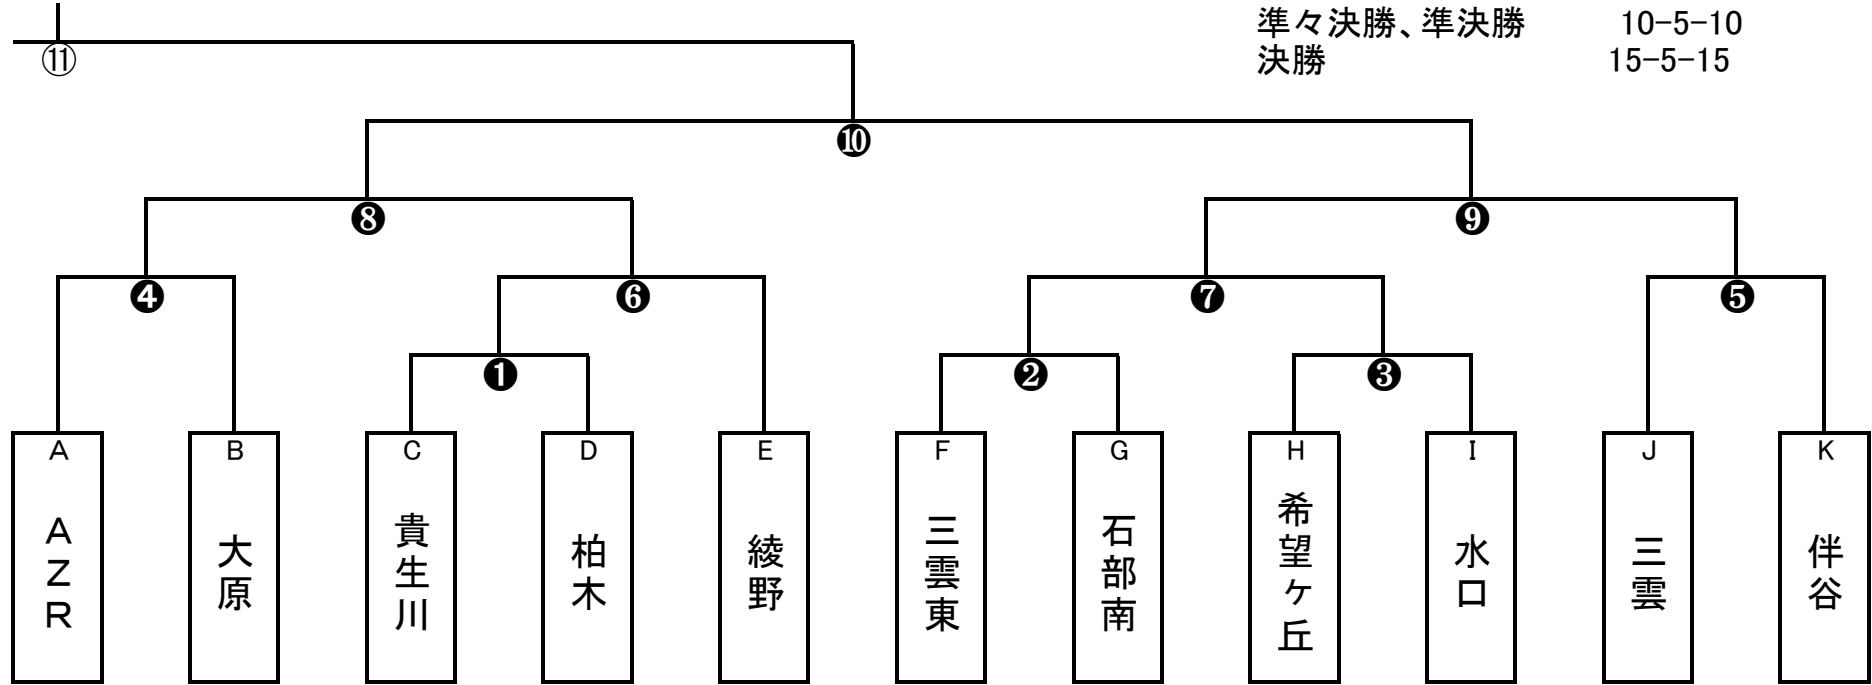 準々決勝、準決勝 10-5-10
⑪
決勝 15-5-15
❿
❽ ❾
❹ ❻ ❼ ❺
❶ ❷ ❸
A B C D E F G H I J K
AZR
大原
貴生川
柏木
綾野
三雲東
石部南
希望ヶ丘
水口
三雲
伴谷